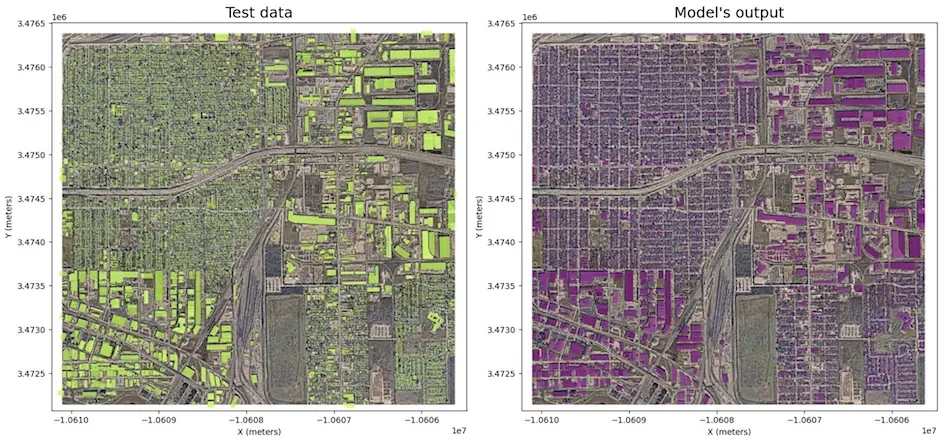 Test data
1e6
3.4765
3.4760
3.4755
3.4750
3.4745
3.4740
3.4735
3.4730
3.4725
Y (meters)
−1.0610
−1.0609
−1.0608
−1.0607
−1.0606
1e7
X (meters)
Model's output
1e6
3.4765
3.4760
3.4755
3.4750
3.4745
3.4740
3.4735
3.4730
3.4725
Y (meters)
−1.0610
−1.0609
−1.0608
−1.0607
−1.0606
1e7
X (meters)